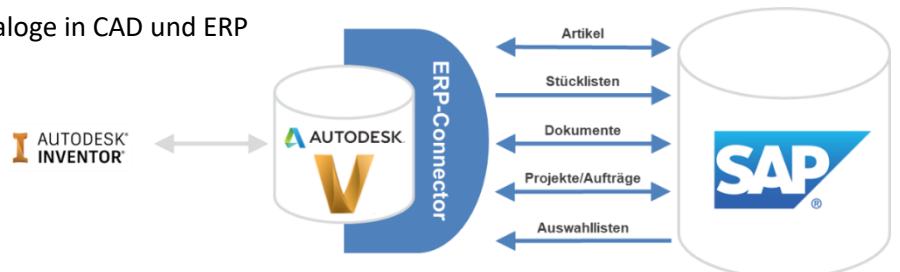 aloge in CAD und ERP
AUTODESK®
INVENTOR®
AUTODESK
ERP-Connector
Artikel
Stücklisten
Dokumente
Projekte/Aufträge
Auswahllisten
SAP®